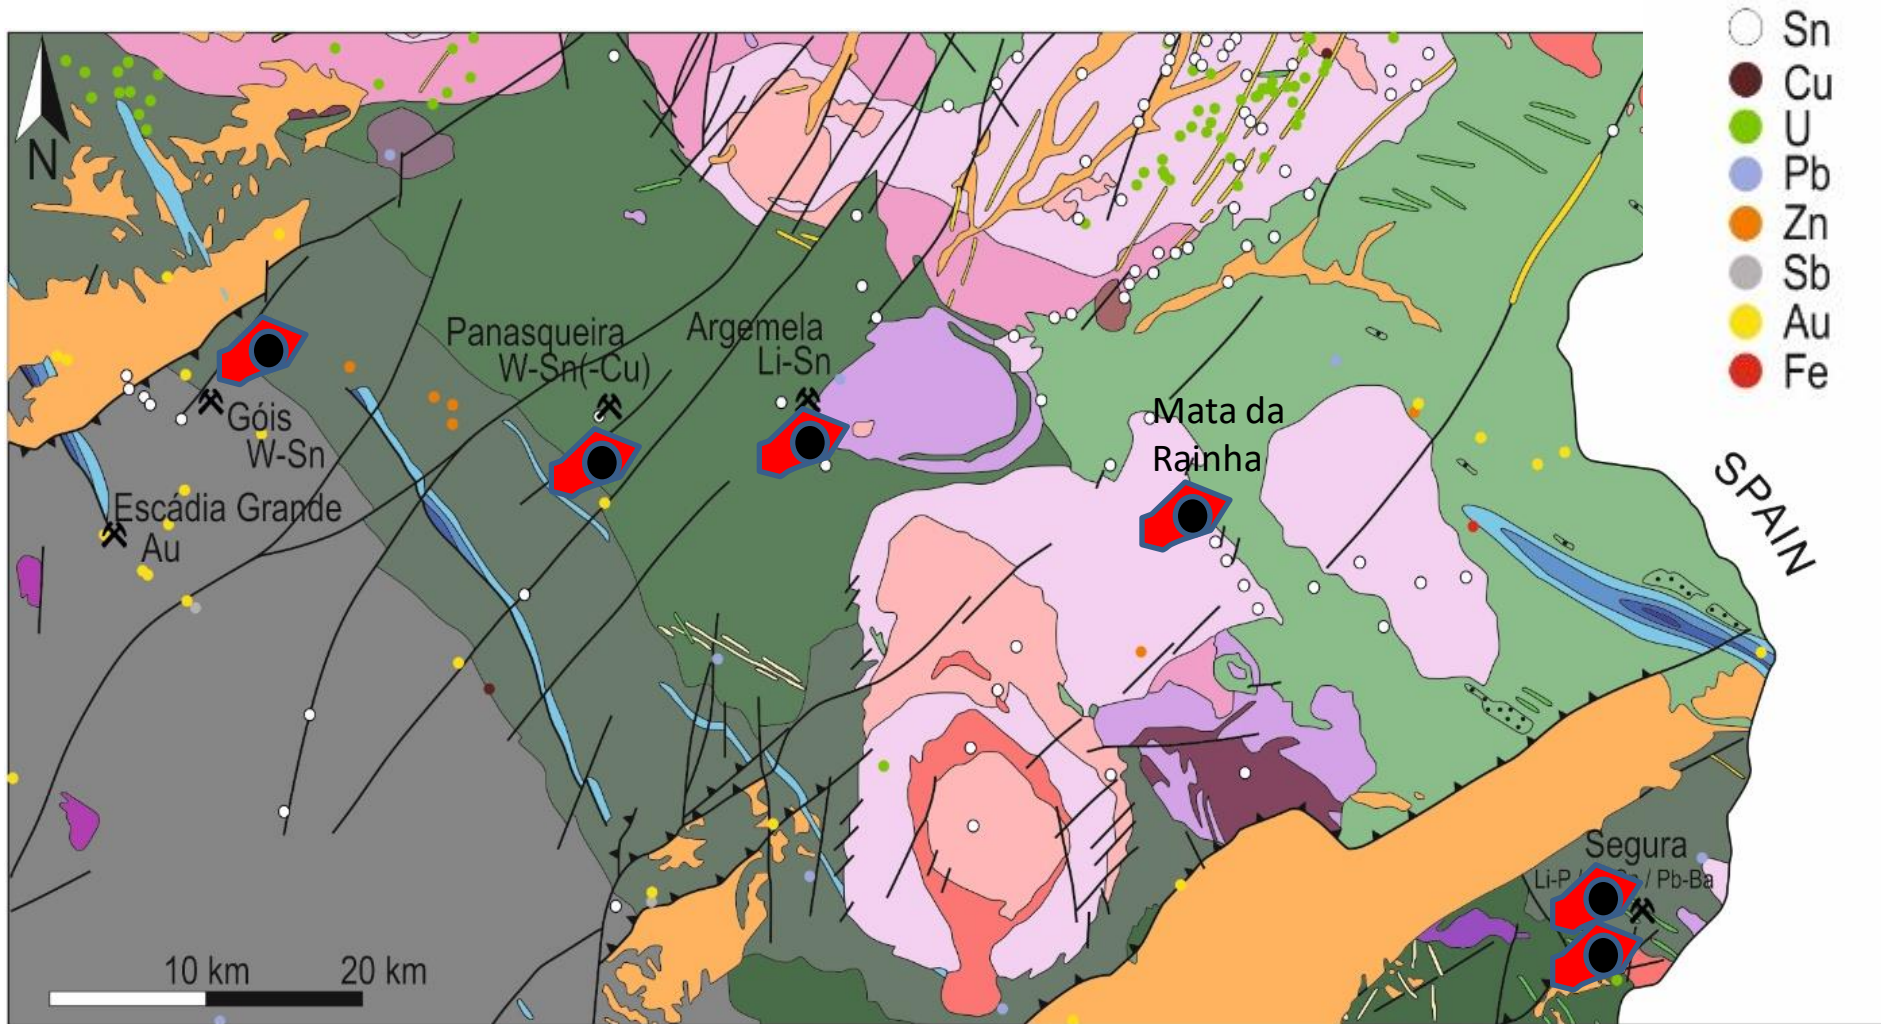 Sn
Cu
U
Pb
Zn
Sb
Au
Fe
N
Panasqueira
W-Sn(-Cu)
Argemela
Li-Sn
Góis
W-Sn
Mata da
Rainha
Escádia Grande
Au
SPAIN
Segura
Li-P / / Pb-Ba
10 km
20 km